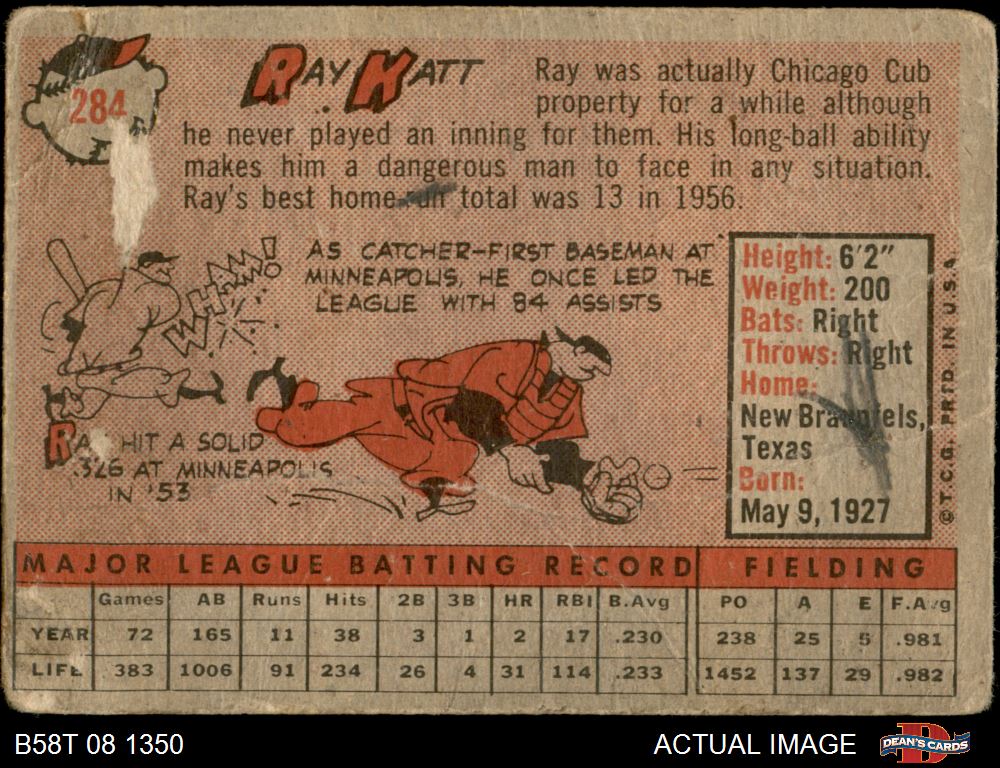 284
RAY KATT
Ray was actually Chicago Cub
property for a while although
he never played an inning for them. His long-ball ability
makes him a dangerous man to face in any situation.
Ray's best home total was 13 in 1956.
WHAM!
AS CATCHER-FIRST BASEMAN AT
MINNEAPOLIS, HE ONCE LED THE
LEAGUE WITH 84 ASSISTS
RAY HIT A SOLID
.326 AT MINNEAPOLIS
IN '53
Height: 6'2"
Weight: 200
Bats: Right
Throws: Right
Home:
New Braunfels,
Texas
Born:
May 9, 1927
© T.C.G. PRTD. IN U.S.A.
MAJOR LEAGUE BATTING RECORD FIELDING
Games AB Runs Hits 2B 3B HR RBI B.Avg PO A E F.Avg
YEAR 72 165 11 38 3 1 2 17 .230 238 25 5 .981
LIFE 383 1006 91 234 26 4 31 114 .233 1452 137 29 .982
B58T 08 1350 ACTUAL IMAGE DEAN'S CARDS